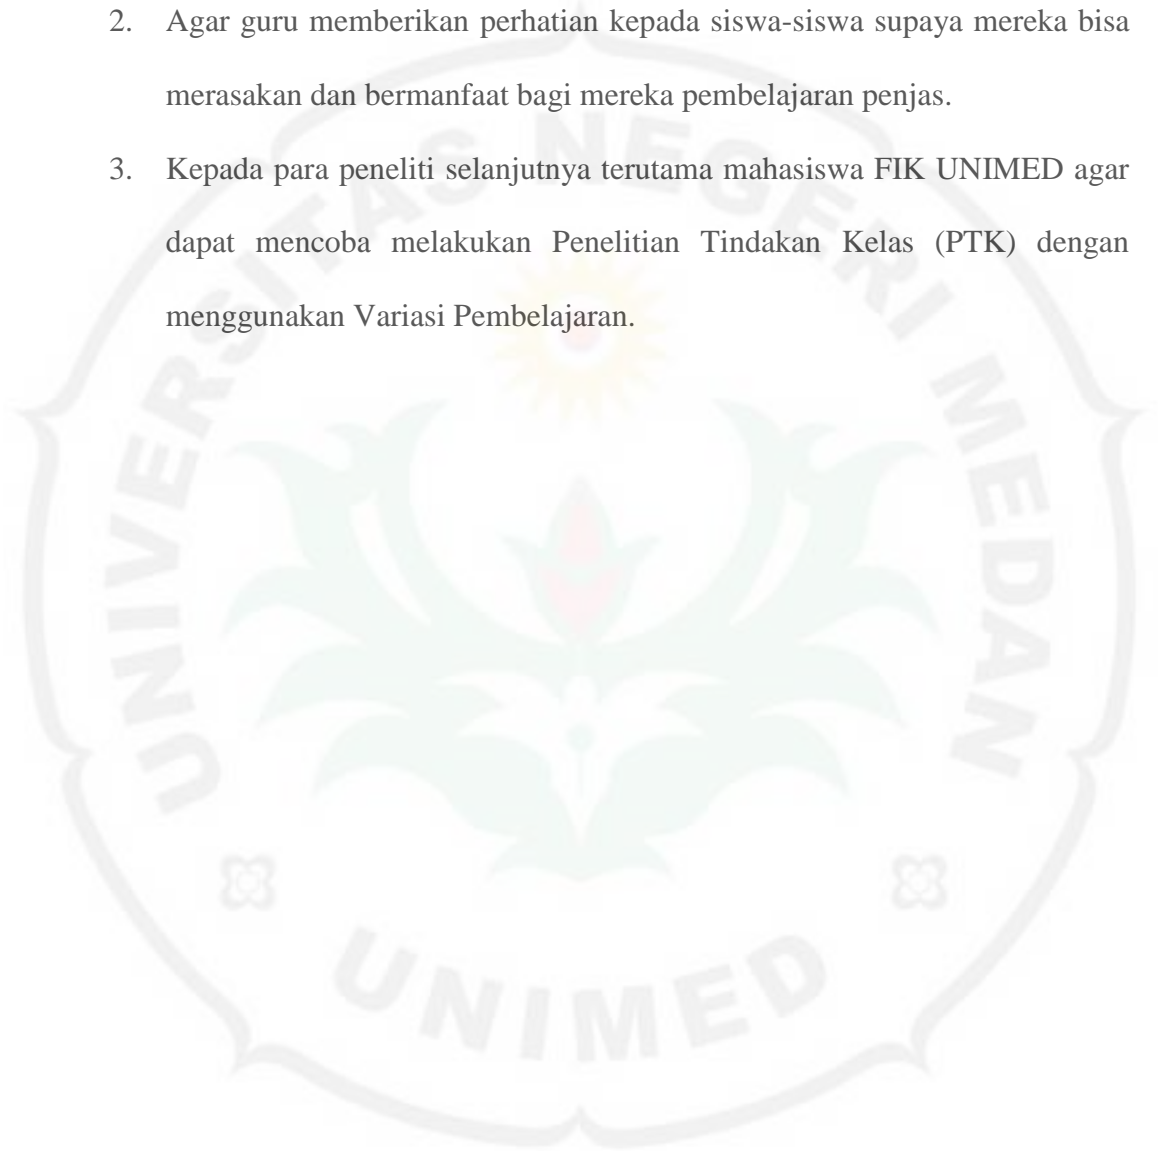 2. Agar guru memberikan perhatian kepada siswa-siswa supaya mereka bisa
merasakan dan bermanfaat bagi mereka pembelajaran penjas.
3. Kepada para peneliti selanjutnya terutama mahasiswa FIK UNIMED agar
dapat mencoba melakukan Penelitian Tindakan Kelas (PTK) dengan
menggunakan Variasi Pembelajaran.
UNIVERSITAS NEGERI MEDAN
UNIMED